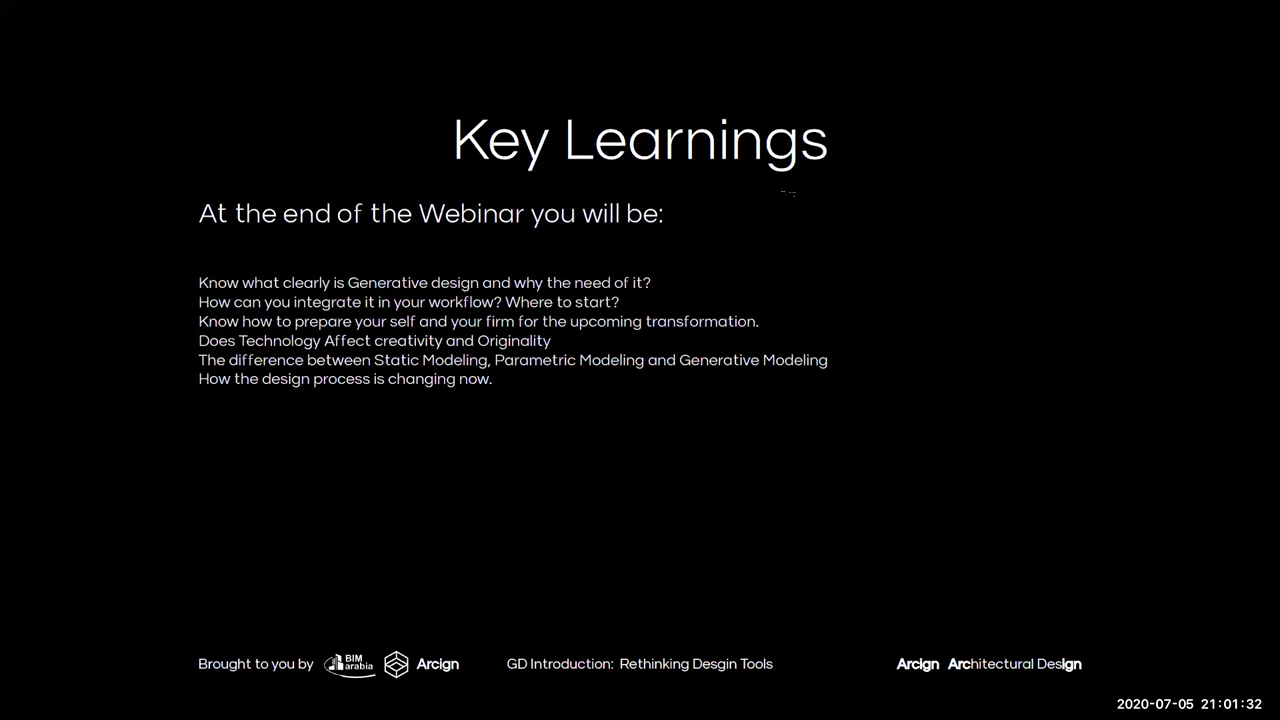 Key Learnings
At the end of the Webinar you will be:
Know what clearly is Generative design and why the need of it?
How can you integrate it in your workflow? Where to start?
Know how to prepare your self and your firm for the upcoming transformation.
Does Technology Affect creativity and Originality
The difference between Static Modeling, Parametric Modeling and Generative Modeling
How the design process is changing now.
Brought to you by BIM arabia Arcign GD Introduction: Rethinking Desgin Tools Arcign Architectural Design
2020-07-05 21:01:32